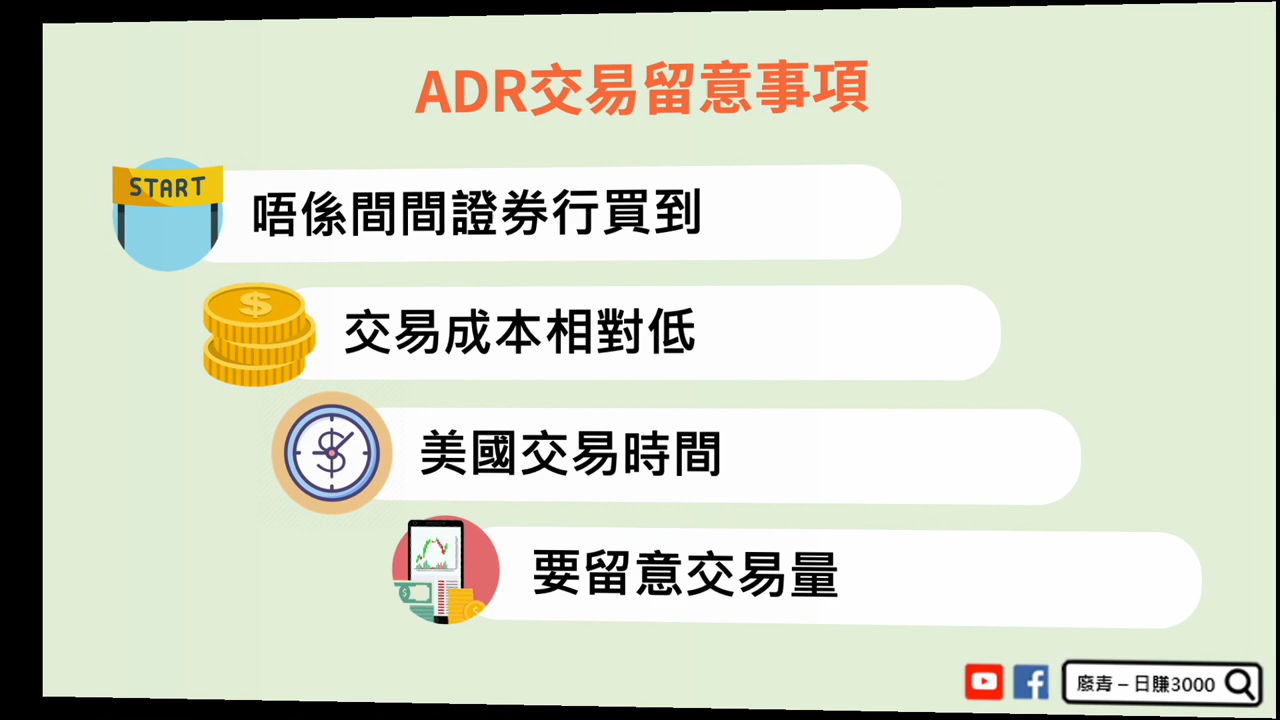 ADR交易留意事項
START
唔係間間證券行買到
交易成本相對低
美國交易時間
要留意交易量
廢青 – 日賺3000